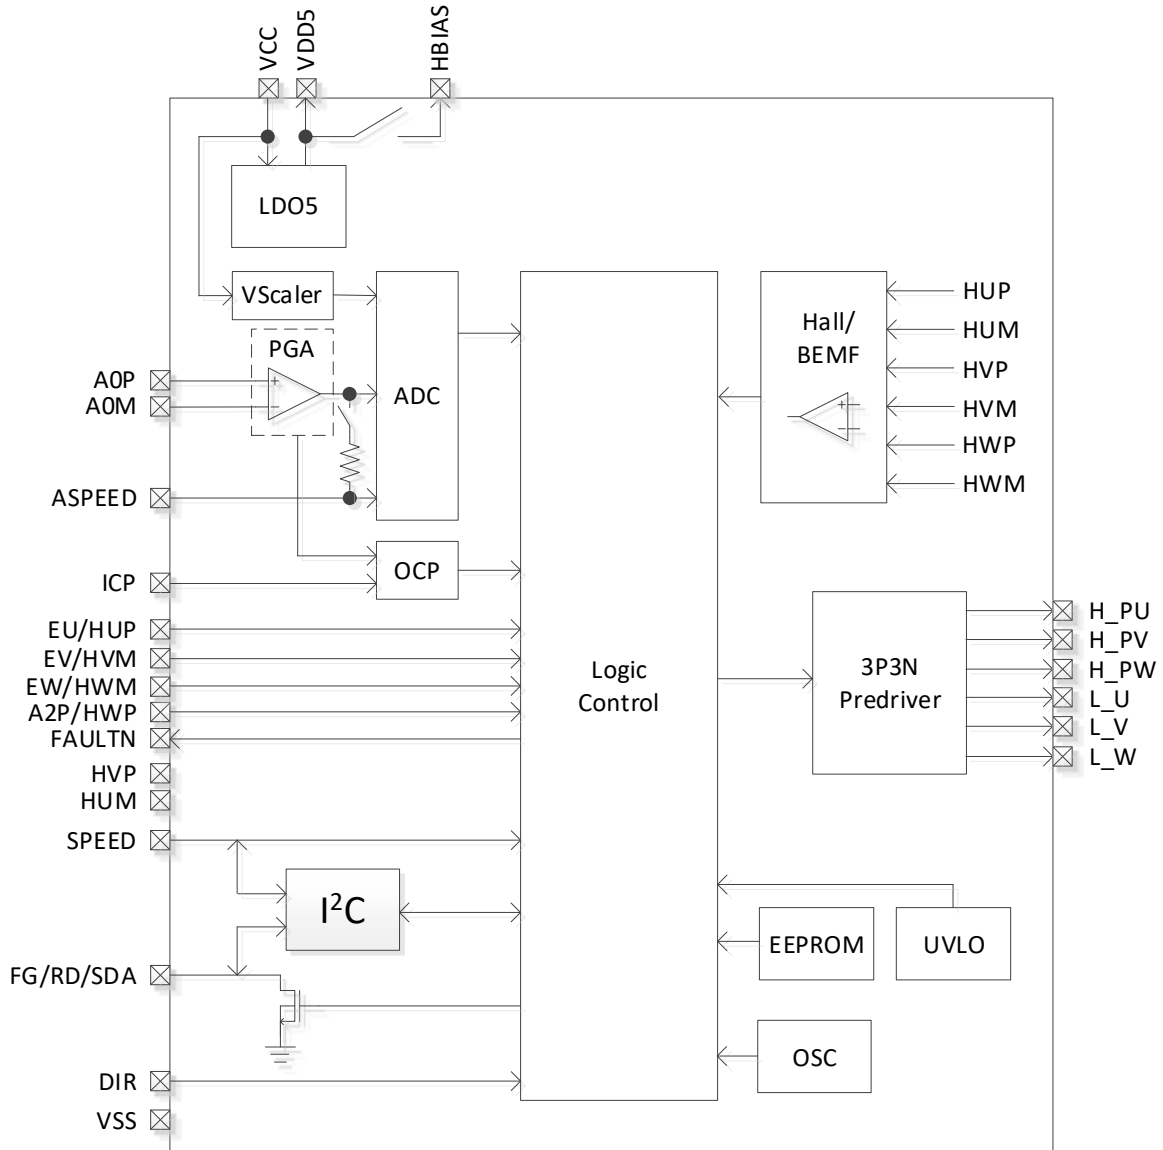 VCC
VDD5
HBIAS
LDO5
VScaler
PGA
ADC
A0P
A0M
ASPEED
OCP
ICP
EU/HUP
EV/HVM
EW/HWM
A2P/HWP
FAULTN
HVP
HUM
SPEED
I²C
FG/RD/SDA
DIR
VSS
Logic
Control
Hall/
BEMF
HUP
HUM
HVP
HVM
HWP
HWM
3P3N
Predriver
H_PU
H_PV
H_PW
L_U
L_V
L_W
EEPROM
UVLO
OSC